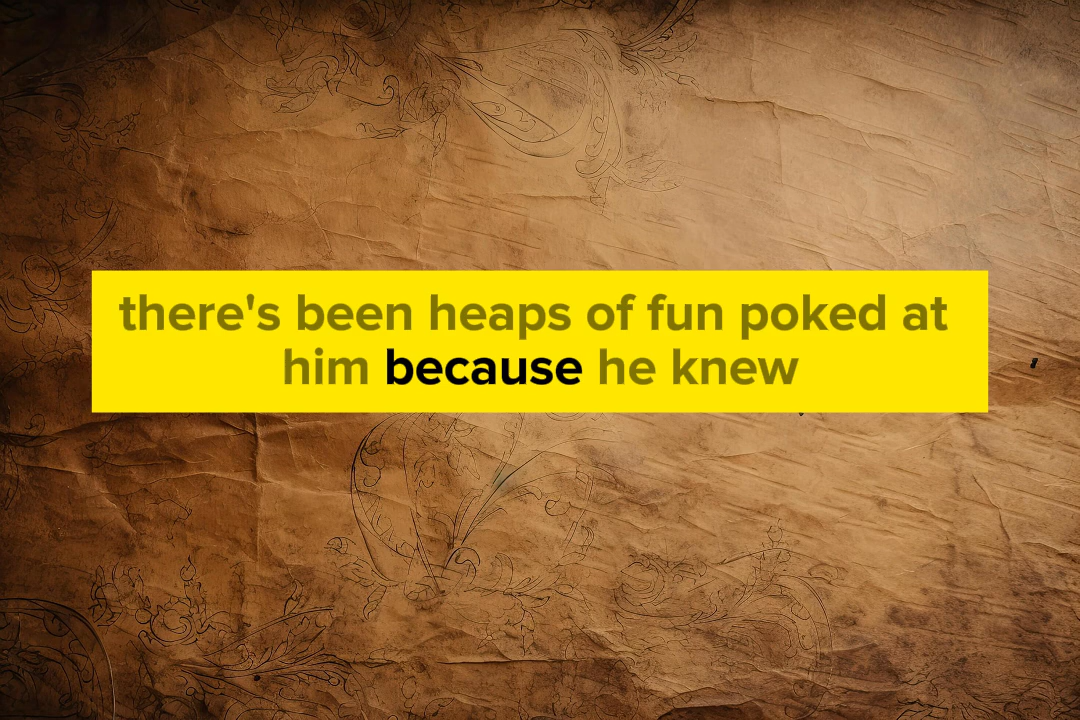 there's been heaps of fun poked at
him because he knew